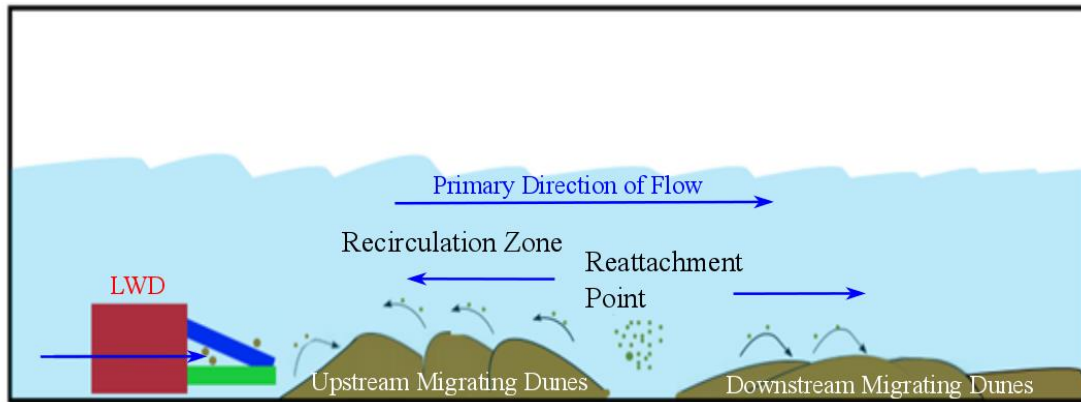 Primary Direction of Flow
Recirculation Zone
Reattachment
Point
LWD
Upstream Migrating Dunes
Downstream Migrating Dunes